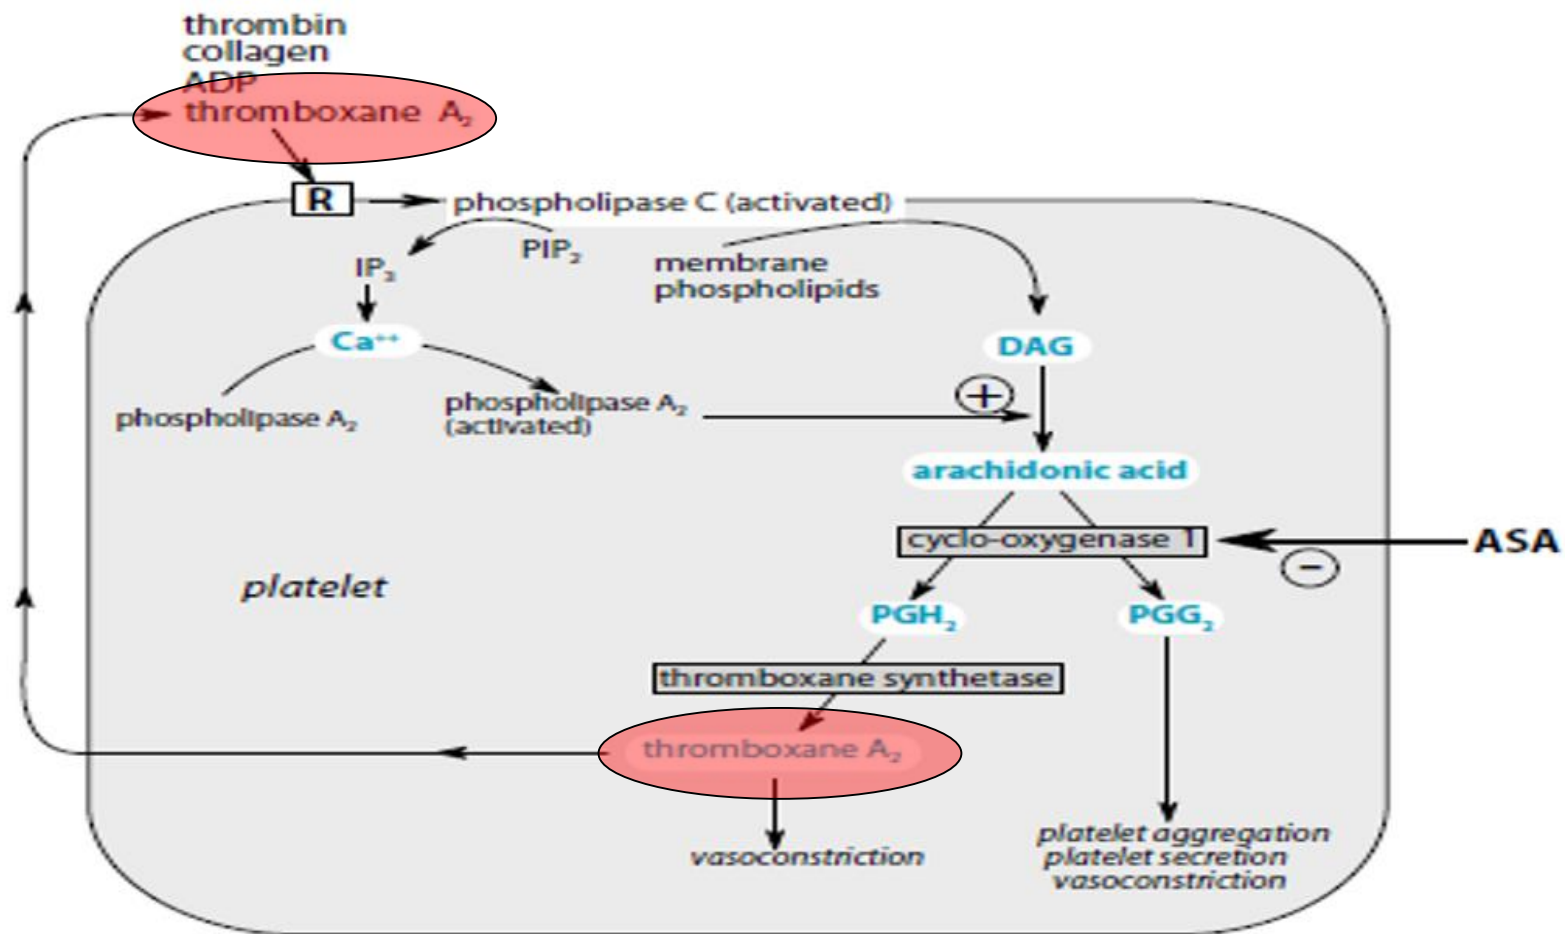 thrombin
collagen
ADP
thromboxane A₂
R
phospholipase C (activated)
PIP₂
IP₃
membrane
phospholipids
Ca⁺⁺
DAG
phospholipase A₂
phospholipase A₂
(activated)
+
arachidonic acid
cyclo-oxygenase 1
ASA
−
platelet
PGH₂
PGG₂
thromboxane synthetase
thromboxane A₂
vasoconstriction
platelet aggregation
platelet secretion
vasoconstriction